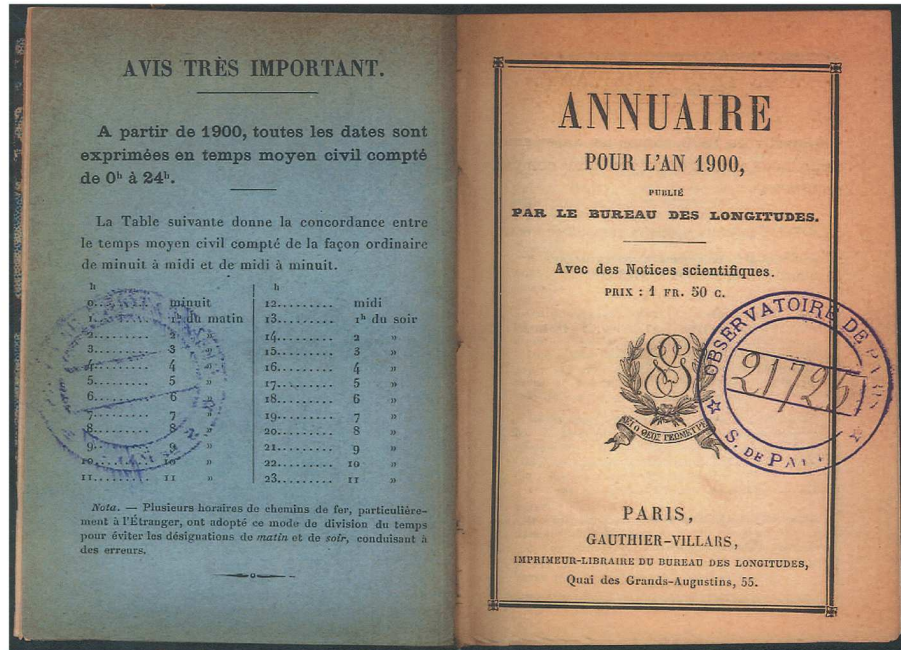 AVIS TRÈS IMPORTANT.
A partir de 1900, toutes les dates sont
exprimées en temps moyen civil compté
de 0ʰ à 24ʰ.
La Table suivante donne la concordance entre
le temps moyen civil compté de la façon ordinaire
de minuit à midi et de midi à minuit.
h h
0......... minuit 12......... midi
1......... 1ʰ du matin 13......... 1ʰ du soir
2......... 2 » 14......... 2 »
3......... 3 » 15......... 3 »
4......... 4 » 16......... 4 »
5......... 5 » 17......... 5 »
6......... 6 » 18......... 6 »
7......... 7 » 19......... 7 »
8......... 8 » 20......... 8 »
9......... 9 » 21......... 9 »
10......... 10 » 22......... 10 »
11......... 11 » 23......... 11 »
Nota. — Plusieurs horaires de chemins de fer, particulière-
ment à l'Étranger, ont adopté ce mode de division du temps
pour éviter les désignations de matin et de soir, conduisant à
des erreurs.
ANNUAIRE
POUR L'AN 1900,
PUBLIÉ
PAR LE BUREAU DES LONGITUDES.
Avec des Notices scientifiques.
PRIX : 1 FR. 50 C.
OBSERVATOIRE DE PARIS
21725
S. DE
PARIS,
GAUTHIER-VILLARS,
IMPRIMEUR-LIBRAIRE DU BUREAU DES LONGITUDES,
Quai des Grands-Augustins, 55.